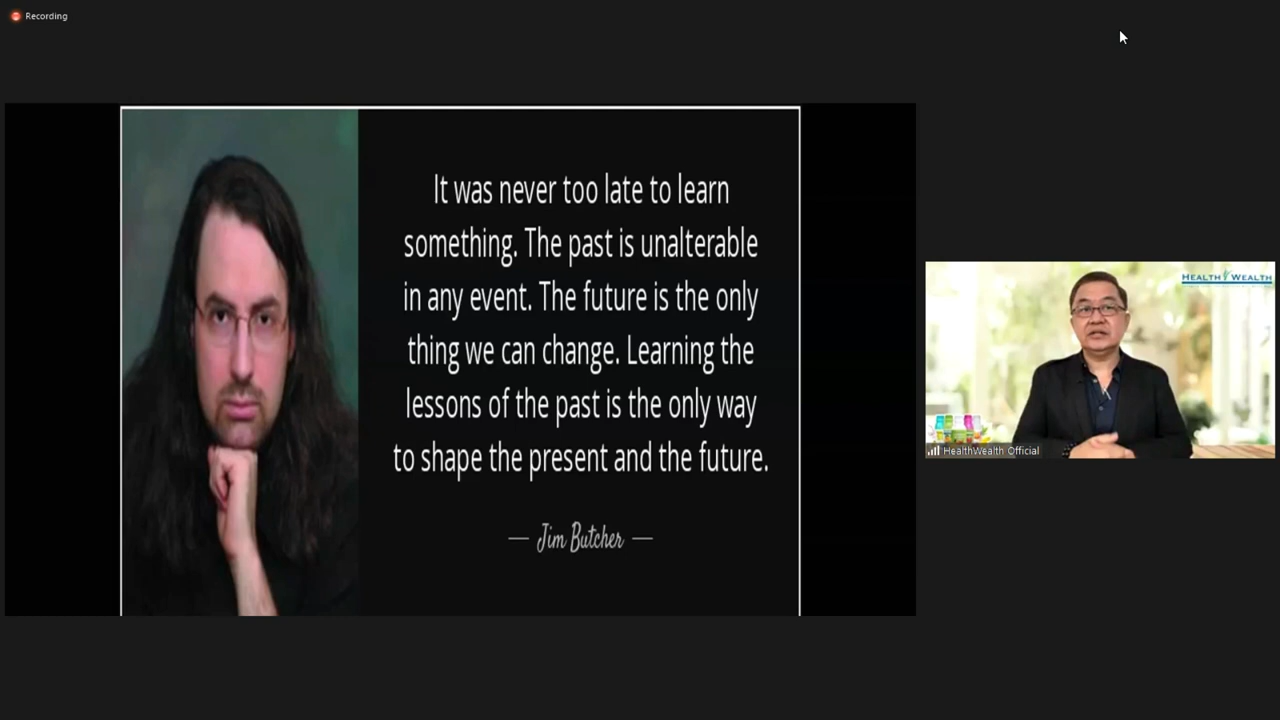 Recording
It was never too late to learn
something. The past is unalterable
in any event. The future is the only
thing we can change. Learning the
lessons of the past is the only way
to shape the present and the future.
— Jim Butcher —
HEALTH WEALTH
HealthWealth Official